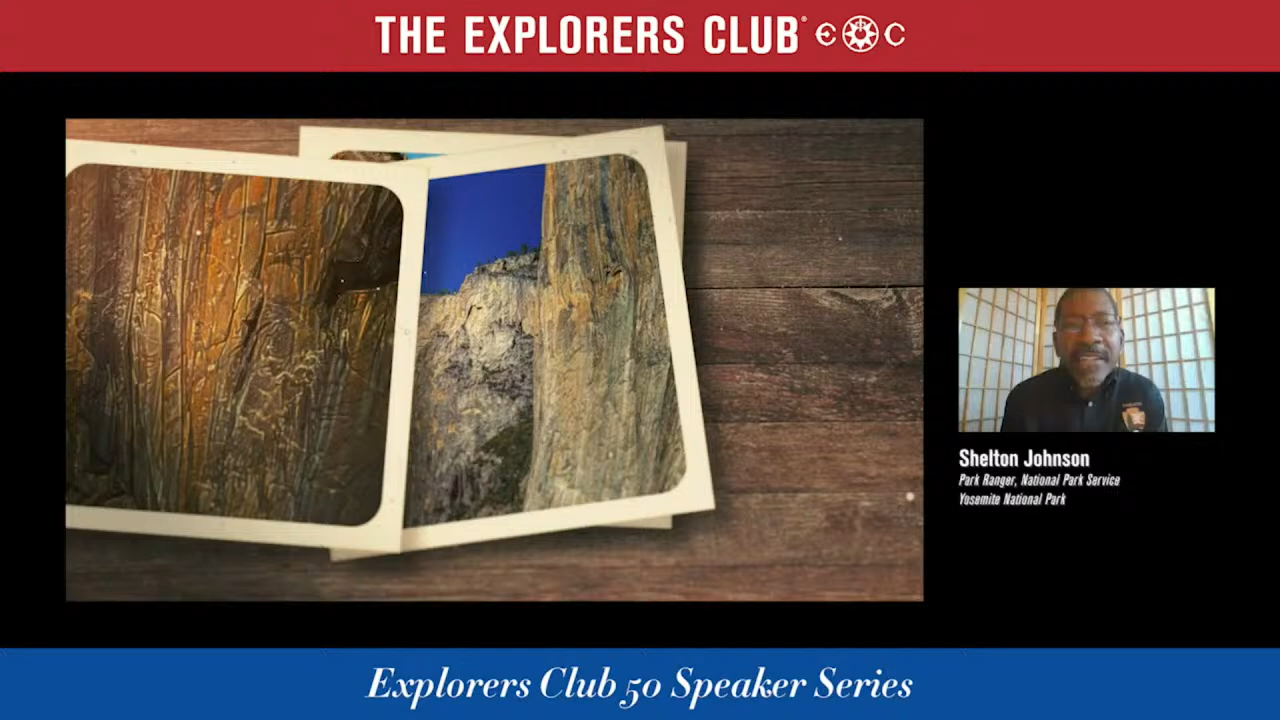 THE EXPLORERS CLUB
Shelton Johnson
Park Ranger, National Park Service
Yosemite National Park
Explorers Club 50 Speaker Series